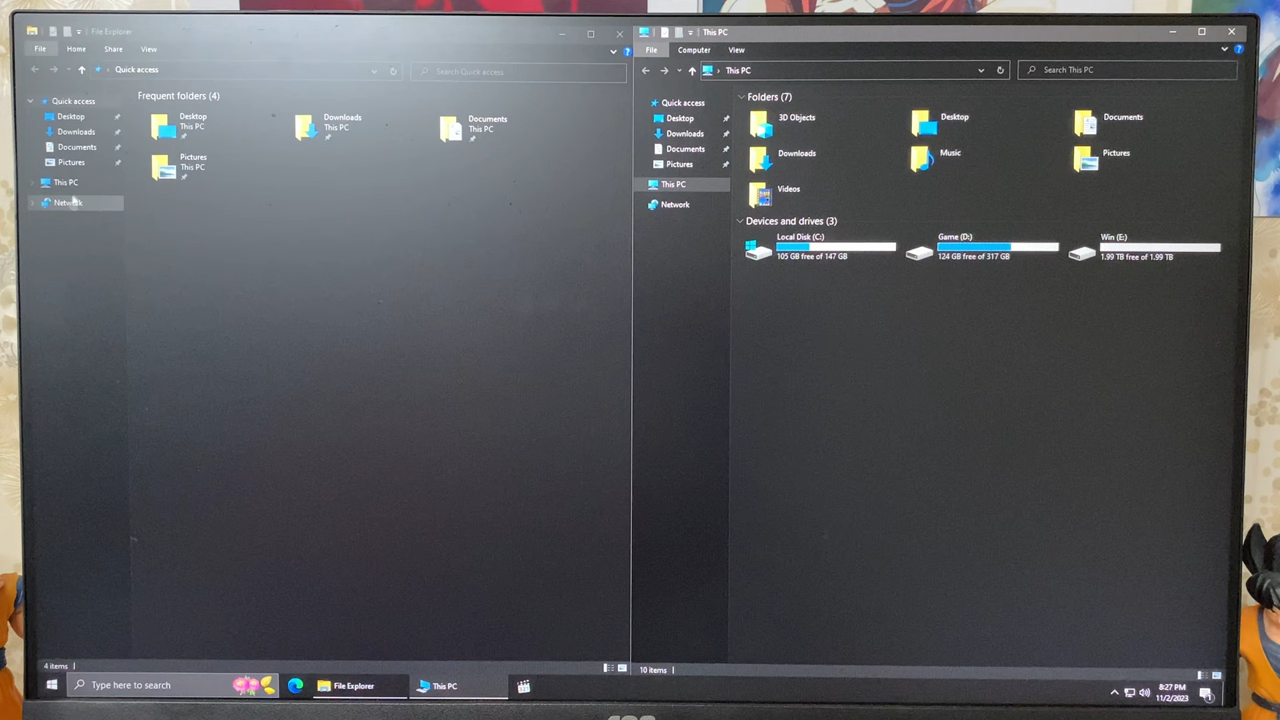 File Explorer
File Home Share View
Quick access
Search Quick access
Quick access
Desktop
Downloads
Documents
Pictures
This PC
Network
Frequent folders (4)
Desktop
This PC
Downloads
This PC
Documents
This PC
Pictures
This PC
4 items
This PC
File Computer View
This PC
Search This PC
Quick access
Desktop
Downloads
Documents
Pictures
This PC
Network
Folders (7)
3D Objects
Desktop
Documents
Downloads
Music
Pictures
Videos
Devices and drives (3)
Local Disk (C:)
105 GB free of 147 GB
Game (D:)
124 GB free of 317 GB
Win (E:)
1.99 TB free of 1.99 TB
10 items
Type here to search
File Explorer
This PC
8:27 PM
11/2/2023